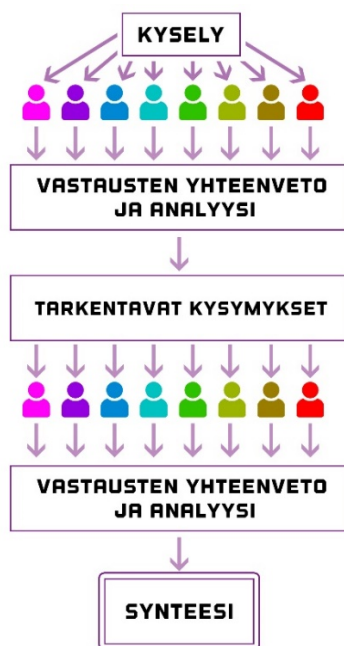 KYSELY
VASTAUSTEN YHTEENVETO
JA ANALYYSI
TARKENTAVAT KYSYMYKSET
VASTAUSTEN YHTEENVETO
JA ANALYYSI
SYNTEESI